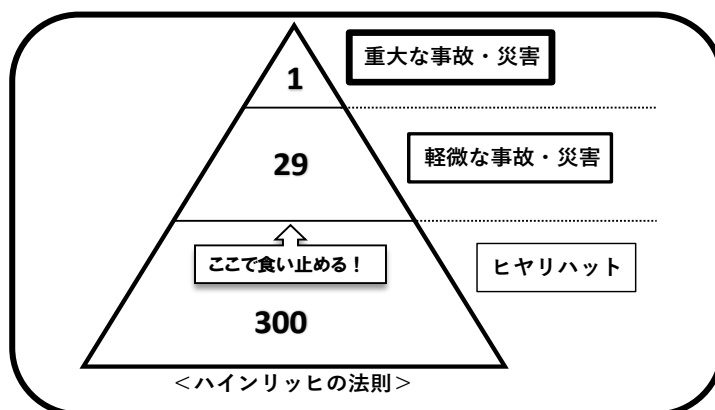 重大な事故・災害
1
軽微な事故・災害
29
ここで食い止める！
ヒヤリハット
300
＜ハインリッヒの法則＞